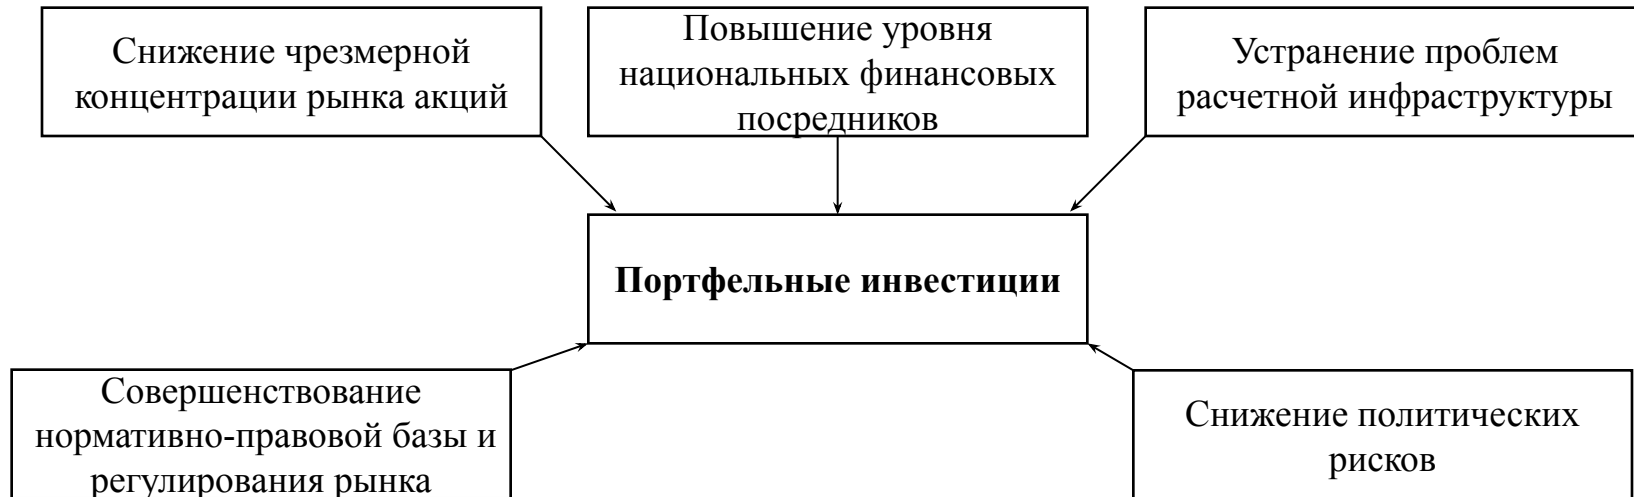 Снижение чрезмерной
концентрации рынка акций
Повышение уровня
национальных финансовых
посредников
Устранение проблем
расчетной инфраструктуры
Портфельные инвестиции
Совершенствование
нормативно-правовой базы и
регулирования рынка
Снижение политических
рисков